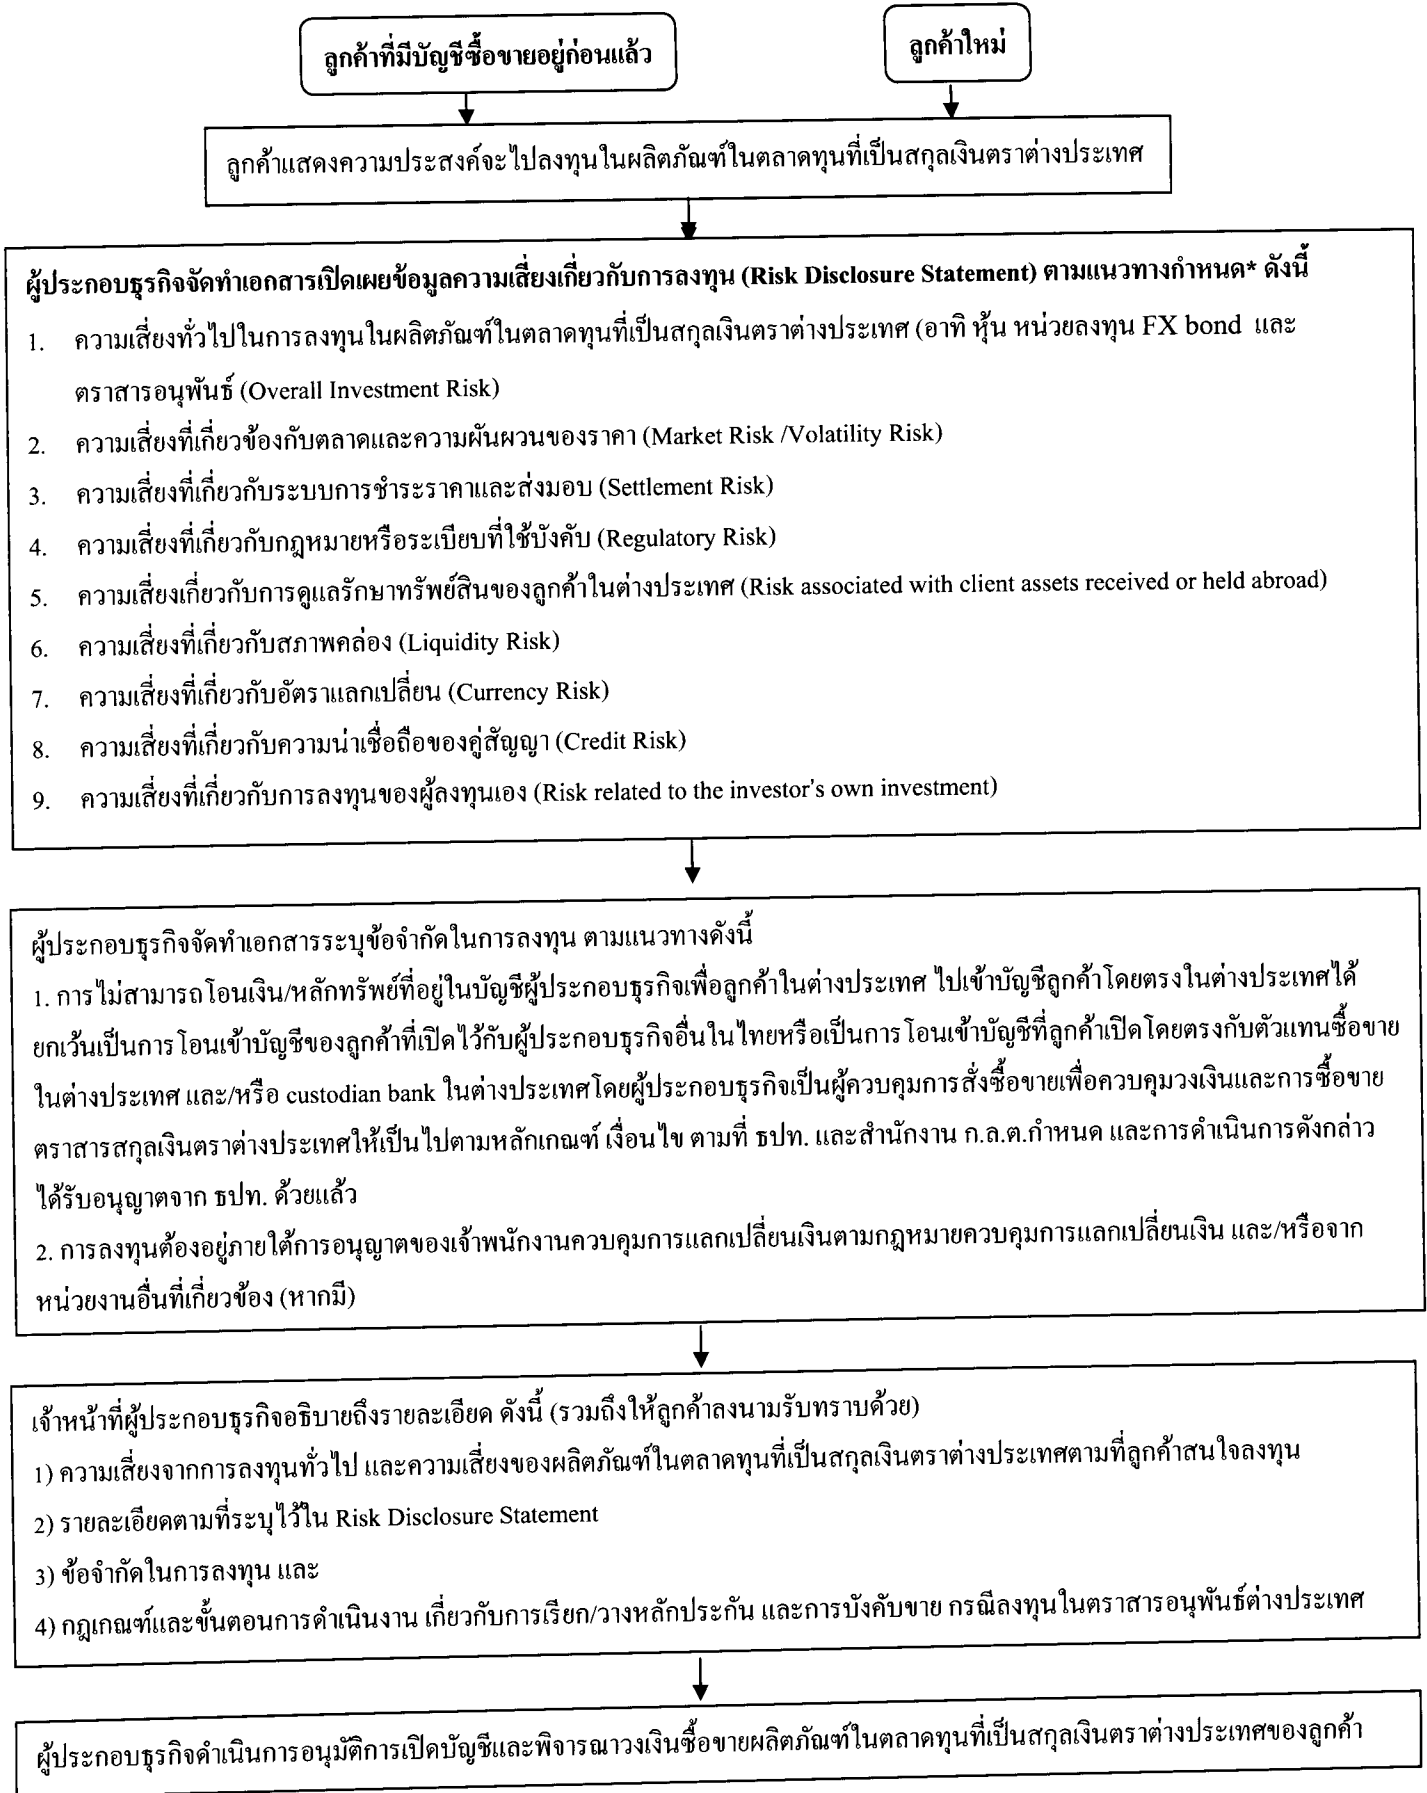 ลูกค้าที่มีบัญชีซื้อขายอยู่ก่อนแล้ว
ลูกค้าใหม่
ลูกค้าแสดงความประสงค์จะไปลงทุนในผลิตภัณฑ์ในตลาดทุนที่เป็นสกุลเงินตราต่างประเทศ
ผู้ประกอบธุรกิจจัดทำเอกสารเปิดเผยข้อมูลความเสี่ยงเกี่ยวกับการลงทุน (Risk Disclosure Statement) ตามแนวทางกำหนด* ดังนี้
1. ความเสี่ยงทั่วไปในการลงทุนในผลิตภัณฑ์ในตลาดทุนที่เป็นสกุลเงินตราต่างประเทศ (อาทิ หุ้น หน่วยลงทุน FX bond และ
ตราสารอนุพันธ์ (Overall Investment Risk)
2. ความเสี่ยงที่เกี่ยวข้องกับตลาดและความผันผวนของราคา (Market Risk /Volatility Risk)
3. ความเสี่ยงที่เกี่ยวกับระบบการชำระราคาและส่งมอบ (Settlement Risk)
4. ความเสี่ยงที่เกี่ยวกับกฎหมายหรือระเบียบที่ใช้บังคับ (Regulatory Risk)
5. ความเสี่ยงเกี่ยวกับการดูแลรักษาทรัพย์สินของลูกค้าในต่างประเทศ (Risk associated with client assets received or held abroad)
6. ความเสี่ยงที่เกี่ยวกับสภาพคล่อง (Liquidity Risk)
7. ความเสี่ยงที่เกี่ยวกับอัตราแลกเปลี่ยน (Currency Risk)
8. ความเสี่ยงที่เกี่ยวกับความน่าเชื่อถือของคู่สัญญา (Credit Risk)
9. ความเสี่ยงที่เกี่ยวกับการลงทุนของผู้ลงทุนเอง (Risk related to the investor's own investment)
ผู้ประกอบธุรกิจจัดทำเอกสารระบุข้อจำกัดในการลงทุน ตามแนวทางดังนี้
1. การไม่สามารถโอนเงิน/หลักทรัพย์ที่อยู่ในบัญชีผู้ประกอบธุรกิจเพื่อลูกค้าในต่างประเทศ ไปเข้าบัญชีลูกค้าโดยตรงในต่างประเทศได้
ยกเว้นเป็นการโอนเข้าบัญชีของลูกค้าที่เปิดไว้กับผู้ประกอบธุรกิจอื่นในไทยหรือเป็นการโอนเข้าบัญชีที่ลูกค้าเปิดโดยตรงกับตัวแทนซื้อขาย
ในต่างประเทศ และ/หรือ custodian bank ในต่างประเทศโดยผู้ประกอบธุรกิจเป็นผู้ควบคุมการสั่งซื้อขายเพื่อควบคุมวงเงินและการซื้อขาย
ตราสารสกุลเงินตราต่างประเทศให้เป็นไปตามหลักเกณฑ์ เงื่อนไข ตามที่ ธปท. และสำนักงาน ก.ล.ต.กำหนด และการดำเนินการดังกล่าว
ได้รับอนุญาตจาก ธปท. ด้วยแล้ว
2. การลงทุนต้องอยู่ภายใต้การอนุญาตของเจ้าพนักงานควบคุมการแลกเปลี่ยนเงินตามกฎหมายควบคุมการแลกเปลี่ยนเงิน และ/หรือจาก
หน่วยงานอื่นที่เกี่ยวข้อง (หากมี)
เจ้าหน้าที่ผู้ประกอบธุรกิจอธิบายถึงรายละเอียด ดังนี้ (รวมถึงให้ลูกค้าลงนามรับทราบด้วย)
1) ความเสี่ยงจากการลงทุนทั่วไป และความเสี่ยงของผลิตภัณฑ์ในตลาดทุนที่เป็นสกุลเงินตราต่างประเทศตามที่ลูกค้าสนใจลงทุน
2) รายละเอียดตามที่ระบุไว้ใน Risk Disclosure Statement
3) ข้อจำกัดในการลงทุน และ
4) กฎเกณฑ์และขั้นตอนการดำเนินงาน เกี่ยวกับการเรียก/วางหลักประกัน และการบังคับขาย กรณีลงทุนในตราสารอนุพันธ์ต่างประเทศ
ผู้ประกอบธุรกิจดำเนินการอนุมัติการเปิดบัญชีและพิจารณาวงเงินซื้อขายผลิตภัณฑ์ในตลาดทุนที่เป็นสกุลเงินตราต่างประเทศของลูกค้า